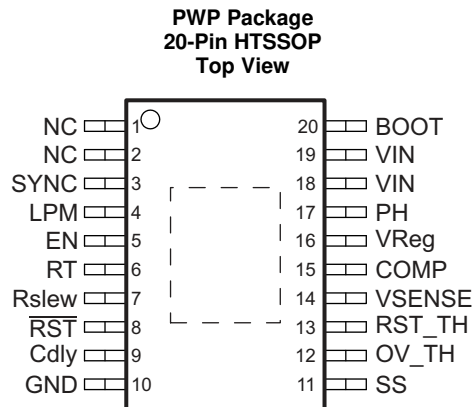 PWP Package
20-Pin HTSSOP
Top View
NC 1 20 BOOT
NC 2 19 VIN
SYNC 3 18 VIN
LPM 4 17 PH
EN 5 16 VReg
RT 6 15 COMP
Rslew 7 14 VSENSE
R̅S̅T̅ 8 13 RST_TH
Cdly 9 12 OV_TH
GND 10 11 SS